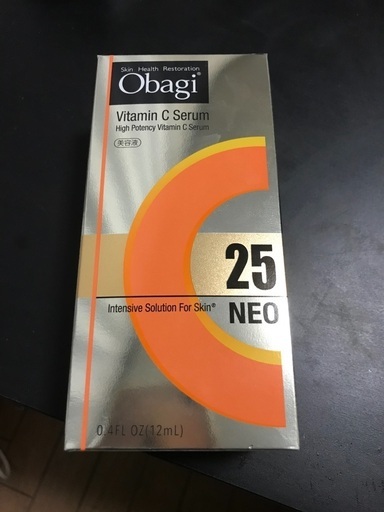 Skin Health Restoration
Obagi®
Vitamin C Serum
High Potency Vitamin C Serum
美容液
25
Intensive Solution For Skin®
NEO
0.4FL OZ(12mL)